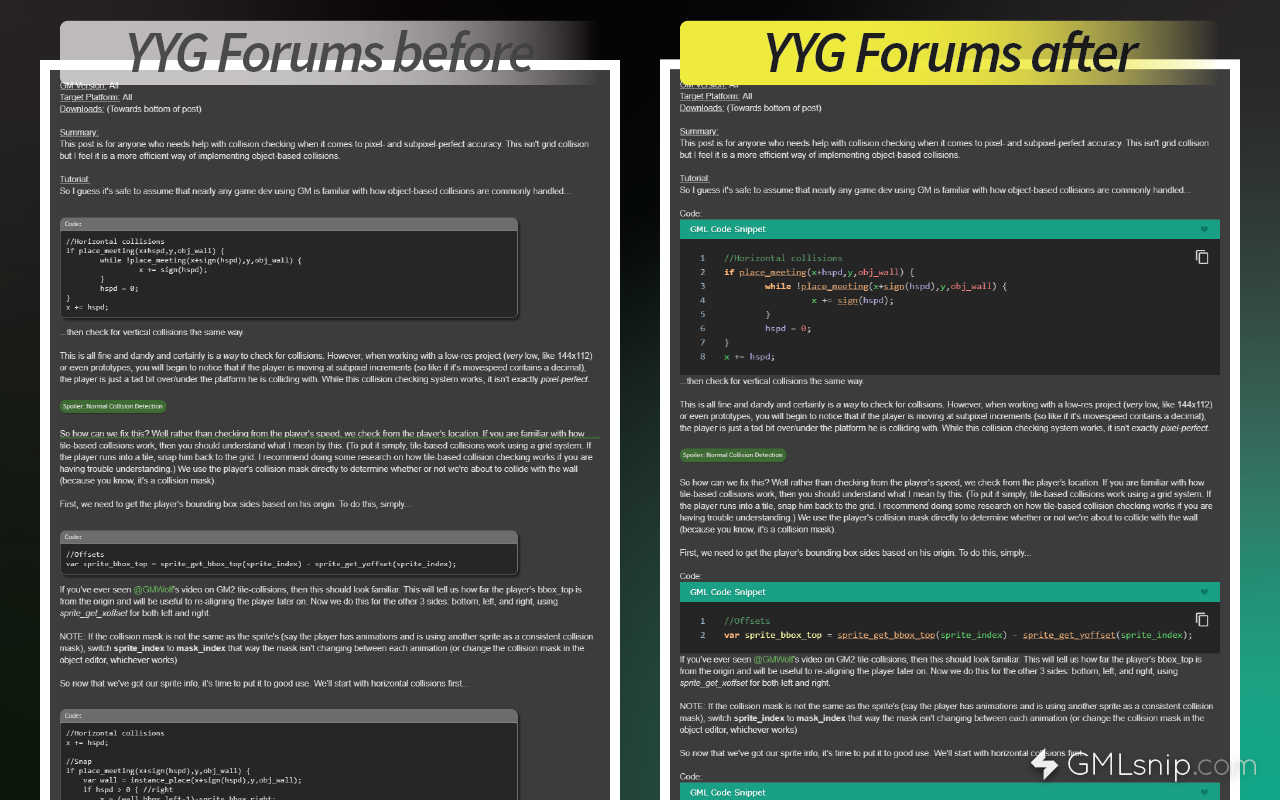 YYG Forums before
GM Version: All
Target Platform: All
Downloads: (Towards bottom of post)
Summary:
This post is for anyone who needs help with collision checking when it comes to pixel- and subpixel-perfect accuracy. This isn't grid collision
but I feel it is a more efficient way of implementing object-based collisions.
Tutorial:
So I guess it's safe to assume that nearly any game dev using GM is familiar with how object-based collisions are commonly handled...
Code:
//Horizontal collisions
if place_meeting(x+hspd,y,obj_wall) {
while !place_meeting(x+sign(hspd),y,obj_wall) {
x += sign(hspd);
}
hspd = 0;
}
x += hspd;
...then check for vertical collisions the same way.
This is all fine and dandy and certainly is a way to check for collisions. However, when working with a low-res project (very low, like 144x112)
or even prototypes, you will begin to notice that if the player is moving at subpixel increments (so like if it's movespeed contains a decimal),
the player is just a tad bit over/under the platform he is colliding with. While this collision checking system works, it isn't exactly pixel-perfect.
Spoiler: Normal Collision Detection
So how can we fix this? Well rather than checking from the player's speed, we check from the player's location. If you are familiar with how
tile-based collisions work, then you should understand what I mean by this. (To put it simply, tile-based collisions work using a grid system. If
the player runs into a tile, snap him back to the grid. I recommend doing some research on how tile-based collision checking works if you are
having trouble understanding.) We use the player's collision mask directly to determine whether or not we're about to collide with the wall
(because you know, it's a collision mask).
First, we need to get the player's bounding box sides based on his origin. To do this, simply...
Code:
//Offsets
var sprite_bbox_top = sprite_get_bbox_top(sprite_index) - sprite_get_yoffset(sprite_index);
If you've ever seen @GMWolf's video on GM2 tile-collisions, then this should look familiar. This will tell us how far the player's bbox_top is
from the origin and will be useful to re-aligning the player later on. Now we do this for the other 3 sides: bottom, left, and right, using
sprite_get_xoffset for both left and right.
NOTE: If the collision mask is not the same as the sprite's (say the player has animations and is using another sprite as a consistent collision
mask), switch sprite_index to mask_index that way the mask isn't changing between each animation (or change the collision mask in the
object editor, whichever works)
So now that we've got our sprite info, it's time to put it to good use. We'll start with horizontal collisions first...
Code:
//Horizontal collisions
x += hspd;
//Snap
if place_meeting(x+sign(hspd),y,obj_wall) {
var wall = instance_place(x+sign(hspd),y,obj_wall);
if hspd > 0 { //right
x = (wall.bbox_left-1)-sprite_bbox_right;
YYG Forums after
GM Version: All
Target Platform: All
Downloads: (Towards bottom of post)
Summary:
This post is for anyone who needs help with collision checking when it comes to pixel- and subpixel-perfect accuracy. This isn't grid collision
but I feel it is a more efficient way of implementing object-based collisions.
Tutorial:
So I guess it's safe to assume that nearly any game dev using GM is familiar with how object-based collisions are commonly handled...
Code:
GML Code Snippet
1 //Horizontal collisions
2 if place_meeting(x+hspd,y,obj_wall) {
3 while !place_meeting(x+sign(hspd),y,obj_wall) {
4 x += sign(hspd);
5 }
6 hspd = 0;
7 }
8 x += hspd;
...then check for vertical collisions the same way.
This is all fine and dandy and certainly is a way to check for collisions. However, when working with a low-res project (very low, like 144x112)
or even prototypes, you will begin to notice that if the player is moving at subpixel increments (so like if it's movespeed contains a decimal),
the player is just a tad bit over/under the platform he is colliding with. While this collision checking system works, it isn't exactly pixel-perfect.
Spoiler: Normal Collision Detection
So how can we fix this? Well rather than checking from the player's speed, we check from the player's location. If you are familiar with how
tile-based collisions work, then you should understand what I mean by this. (To put it simply, tile-based collisions work using a grid system. If
the player runs into a tile, snap him back to the grid. I recommend doing some research on how tile-based collision checking works if you are
having trouble understanding.) We use the player's collision mask directly to determine whether or not we're about to collide with the wall
(because you know, it's a collision mask).
First, we need to get the player's bounding box sides based on his origin. To do this, simply...
Code:
GML Code Snippet
1 //Offsets
2 var sprite_bbox_top = sprite_get_bbox_top(sprite_index) - sprite_get_yoffset(sprite_index);
If you've ever seen @GMWolf's video on GM2 tile-collisions, then this should look familiar. This will tell us how far the player's bbox_top is
from the origin and will be useful to re-aligning the player later on. Now we do this for the other 3 sides: bottom, left, and right, using
sprite_get_xoffset for both left and right.
NOTE: If the collision mask is not the same as the sprite's (say the player has animations and is using another sprite as a consistent collision
mask), switch sprite_index to mask_index that way the mask isn't changing between each animation (or change the collision mask in the
object editor, whichever works)
So now that we've got our sprite info, it's time to put it to good use. We'll start with horizontal collisions first...
Code:
GML Code Snippet
GMLsnip.com